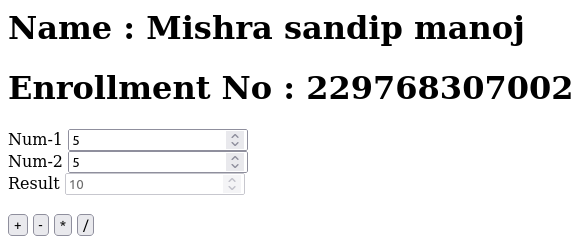 Name : Mishra sandip manoj
Enrollment No : 229768307002
Num-1 5
Num-2 5
Result 10
+ - * /